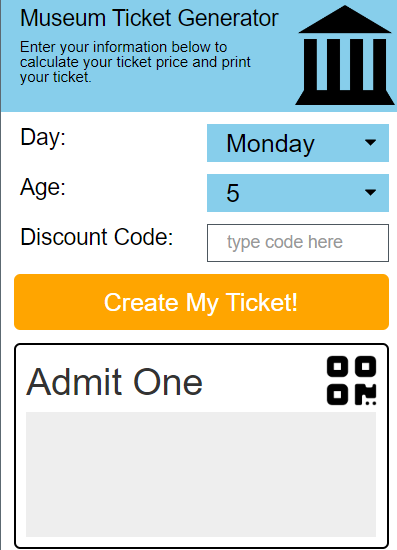 Museum Ticket Generator
Enter your information below to
calculate your ticket price and print
your ticket.
Day:
Monday
Age:
5
Discount Code:
type code here
Create My Ticket!
Admit One